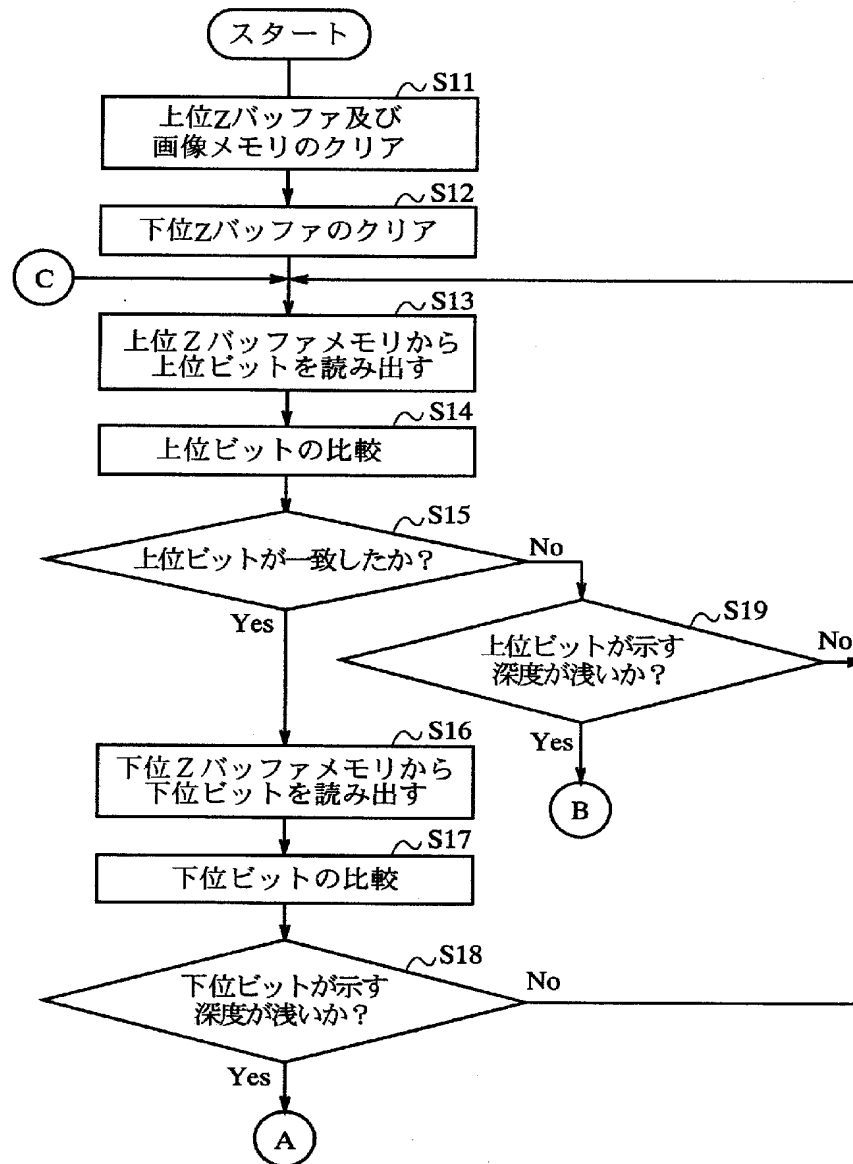 スタート
S11
上位Zバッファ及び
画像メモリのクリア
S12
下位Zバッファのクリア
C
S13
上位Zバッファメモリから
上位ビットを読み出す
S14
上位ビットの比較
S15
上位ビットが一致したか?
No
Yes
S19
上位ビットが示す
深度が浅いか?
No
Yes
B
S16
下位Zバッファメモリから
下位ビットを読み出す
S17
下位ビットの比較
S18
下位ビットが示す
深度が浅いか?
No
Yes
A